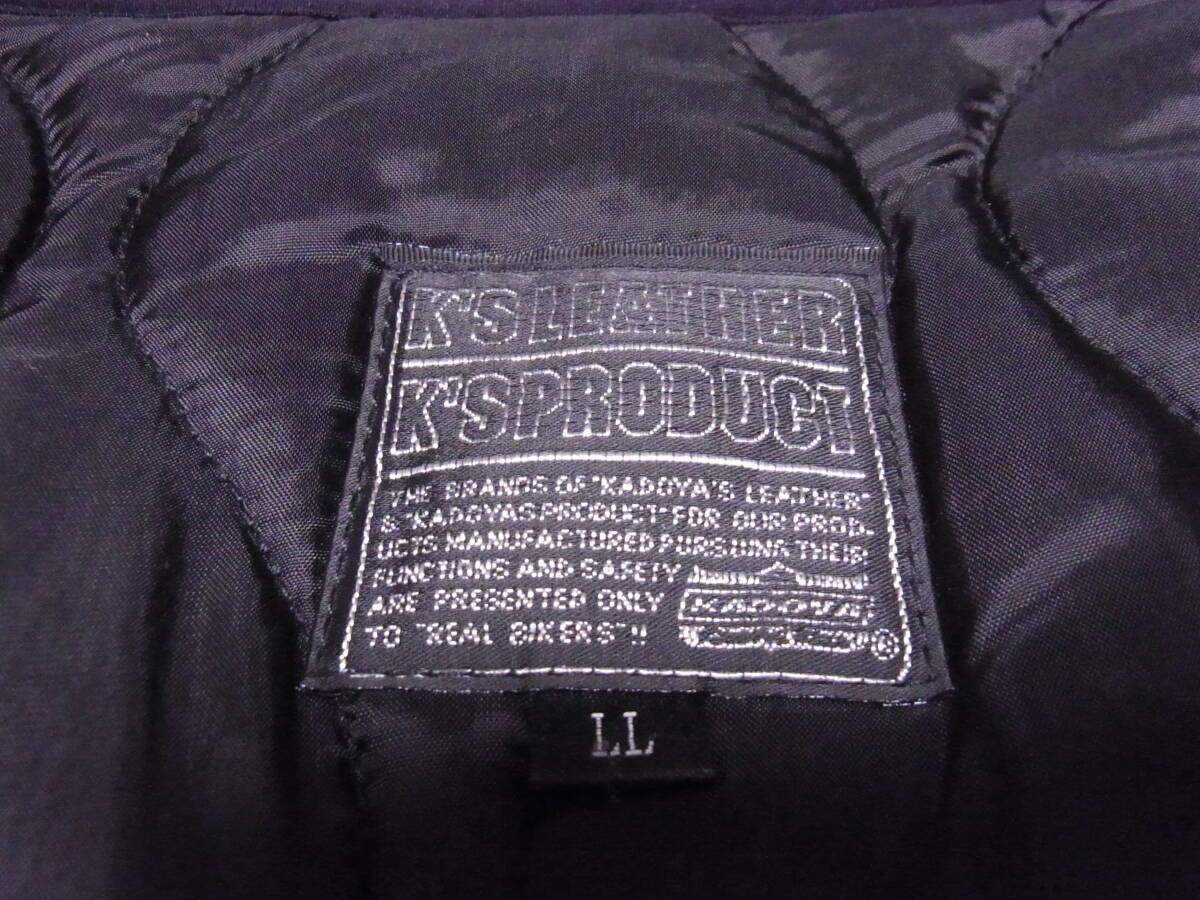 K'S LEATHER
K'S PRODUCT
THE BRANDS OF "KADOYA'S LEATHER"
& "KADOYA'S PRODUCT" FOR OUR PROD-
UCTS MANUFACTURED PURSUING THEIR
FUNCTIONS AND SAFETY
ARE PRESENTED ONLY
TO "REAL BIKERS"!!
KADOYA
®
LL